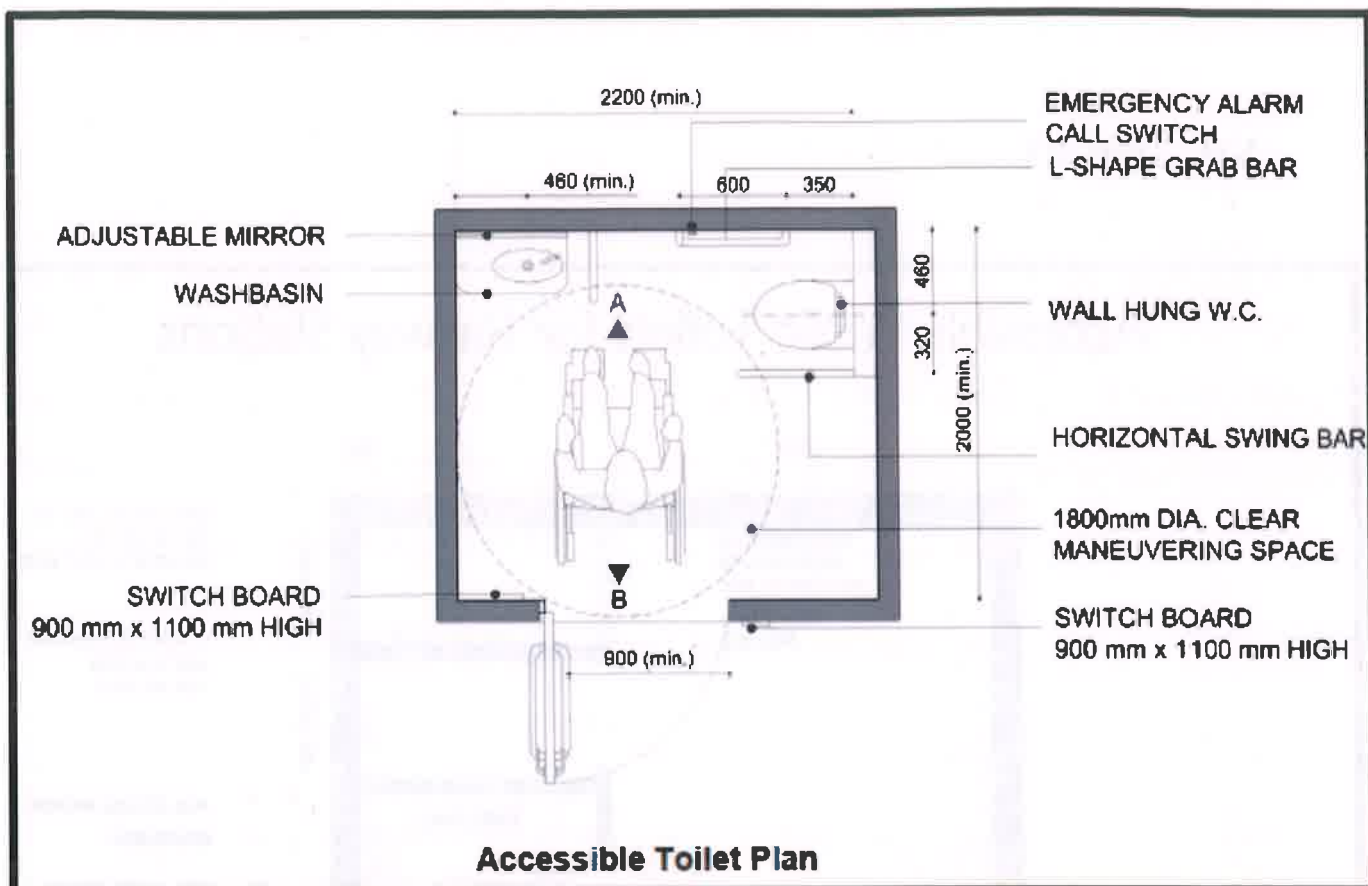 2200 (min.)
EMERGENCY ALARM
CALL SWITCH
L-SHAPE GRAB BAR
460 (min.)
600
350
ADJUSTABLE MIRROR
WASHBASIN
A
460
320
2000 (min.)
WALL HUNG W.C.
HORIZONTAL SWING BAR
1800mm DIA. CLEAR
MANEUVERING SPACE
B
SWITCH BOARD
900 mm x 1100 mm HIGH
SWITCH BOARD
900 mm x 1100 mm HIGH
900 (min.)
Accessible Toilet Plan